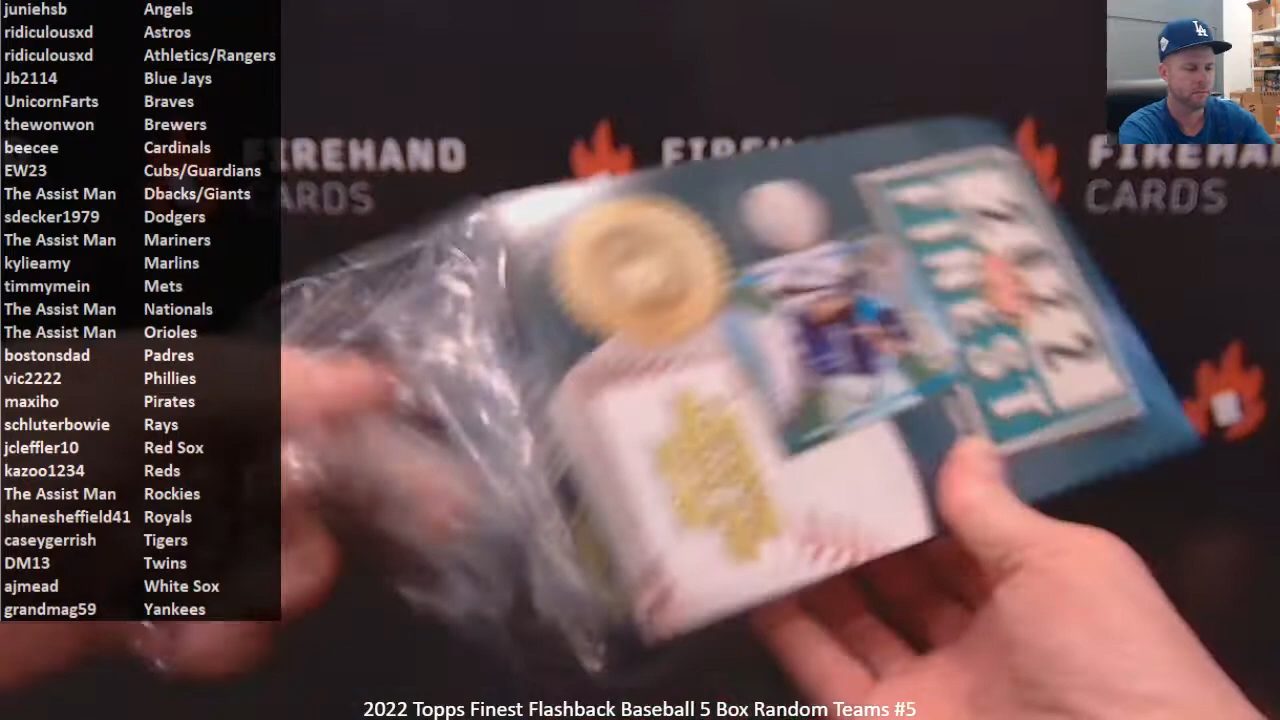 juniehsb Angels
ridiculousxd Astros
ridiculousxd Athletics/Rangers
Jb2114 Blue Jays
UnicornFarts Braves
thewonwon Brewers
beecee Cardinals
EW23 Cubs/Guardians
The Assist Man Dbacks/Giants
sdecker1979 Dodgers
The Assist Man Mariners
kylieamy Marlins
timmymein Mets
The Assist Man Nationals
The Assist Man Orioles
bostonsdad Padres
vic2222 Phillies
maxiho Pirates
schluterbowie Rays
jcleffler10 Red Sox
kazoo1234 Reds
The Assist Man Rockies
shanesheffield41 Royals
caseygerrish Tigers
DM13 Twins
ajmead White Sox
grandmag59 Yankees
FIREHAND
CARDS
FIREHAND
FIREHA
CARDS
FINEST
LA
2022 Topps Finest Flashback Baseball 5 Box Random Teams #5